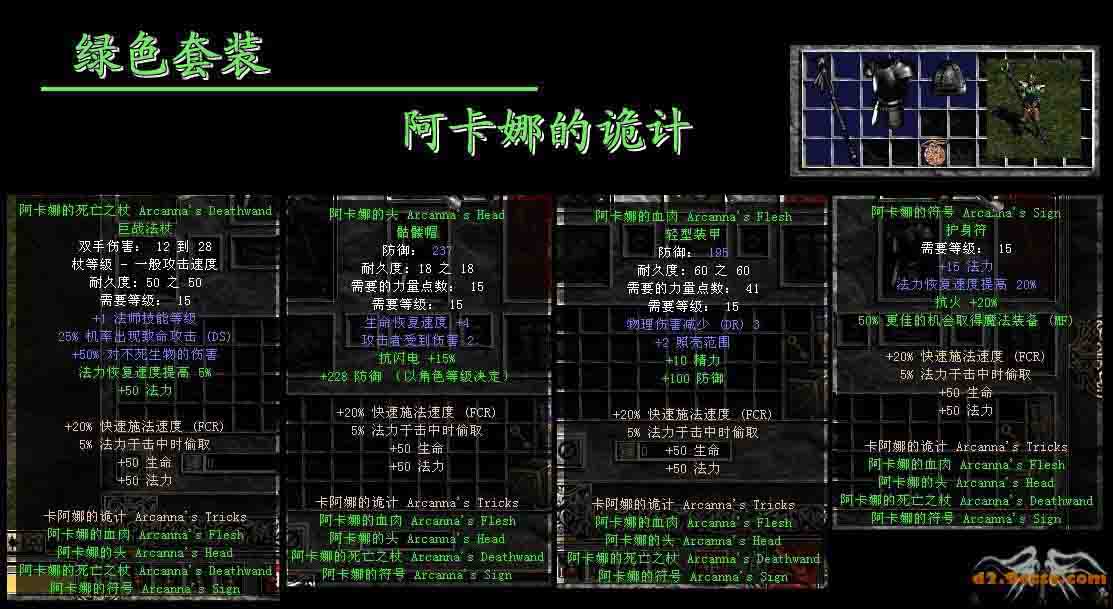 绿色套装
阿卡娜的诡计
阿卡娜的死亡之杖 Arcanna's Deathwand
巨战法杖
双手伤害: 12 到 28
杖等级 - 一般攻击速度
耐久度: 50 之 50
需要等级: 15
+1 法师技能等级
25% 机率出现致命攻击 (DS)
+50% 对不死生物的伤害
法力恢复速度提高 5%
+50 法力
+20% 快速施法速度 (FCR)
5% 法力于击中时偷取
+50 生命
+50 法力
卡阿娜的诡计 Arcanna's Tricks
阿卡娜的血肉 Arcanna's Flesh
阿卡娜的头 Arcanna's Head
阿卡娜的死亡之杖 Arcanna's Deathwand
阿卡娜的符号 Arcanna's Sign
阿卡娜的头 Arcanna's Head
骷髅帽
防御: 237
耐久度: 18 之 18
需要的力量点数: 15
需要等级: 15
生命恢复速度 +4
攻击者受到伤害 2
抗闪电 +15%
+228 防御 (以角色等级决定)
+20% 快速施法速度 (FCR)
5% 法力于击中时偷取
+50 生命
+50 法力
卡阿娜的诡计 Arcanna's Tricks
阿卡娜的血肉 Arcanna's Flesh
阿卡娜的头 Arcanna's Head
阿卡娜的死亡之杖 Arcanna's Deathwand
阿卡娜的符号 Arcanna's Sign
阿卡娜的血肉 Arcanna's Flesh
轻型装甲
防御: 195
耐久度: 60 之 60
需要的力量点数: 41
需要等级: 15
物理伤害减少 (DR) 3
+2 照亮范围
+10 精力
+100 防御
+20% 快速施法速度 (FCR)
5% 法力于击中时偷取
+50 生命
+50 法力
卡阿娜的诡计 Arcanna's Tricks
阿卡娜的血肉 Arcanna's Flesh
阿卡娜的头 Arcanna's Head
阿卡娜的死亡之杖 Arcanna's Deathwand
阿卡娜的符号 Arcanna's Sign
阿卡娜的符号 Arcanna's Sign
护身符
需要等级: 15
+15 法力
法力恢复速度提高 20%
抗火 +20%
50% 更佳的机会取得魔法装备 (MF)
+20% 快速施法速度 (FCR)
5% 法力于击中时偷取
+50 生命
+50 法力
卡阿娜的诡计 Arcanna's Tricks
阿卡娜的血肉 Arcanna's Flesh
阿卡娜的头 Arcanna's Head
阿卡娜的死亡之杖 Arcanna's Deathwand
阿卡娜的符号 Arcanna's Sign